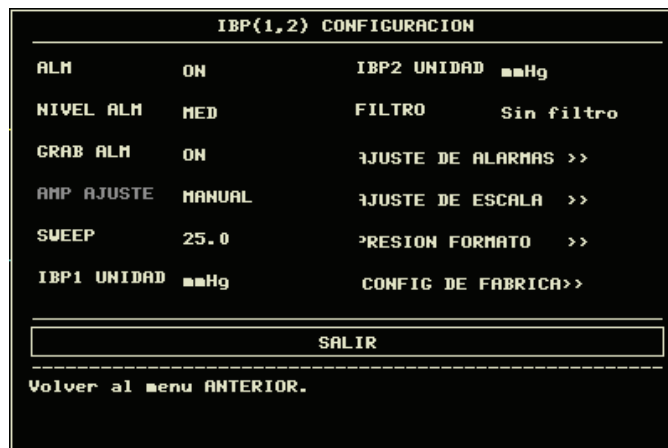 IBP(1,2) CONFIGURACION
ALM ON IBP2 UNIDAD mmHg
NIVEL ALM MED FILTRO Sin filtro
GRAB ALM ON AJUSTE DE ALARMAS >>
AMP AJUSTE MANUAL AJUSTE DE ESCALA >>
SWEEP 25.0 PRESION FORMATO >>
IBP1 UNIDAD mmHg CONFIG DE FABRICA>>
SALIR
Volver al menu ANTERIOR.